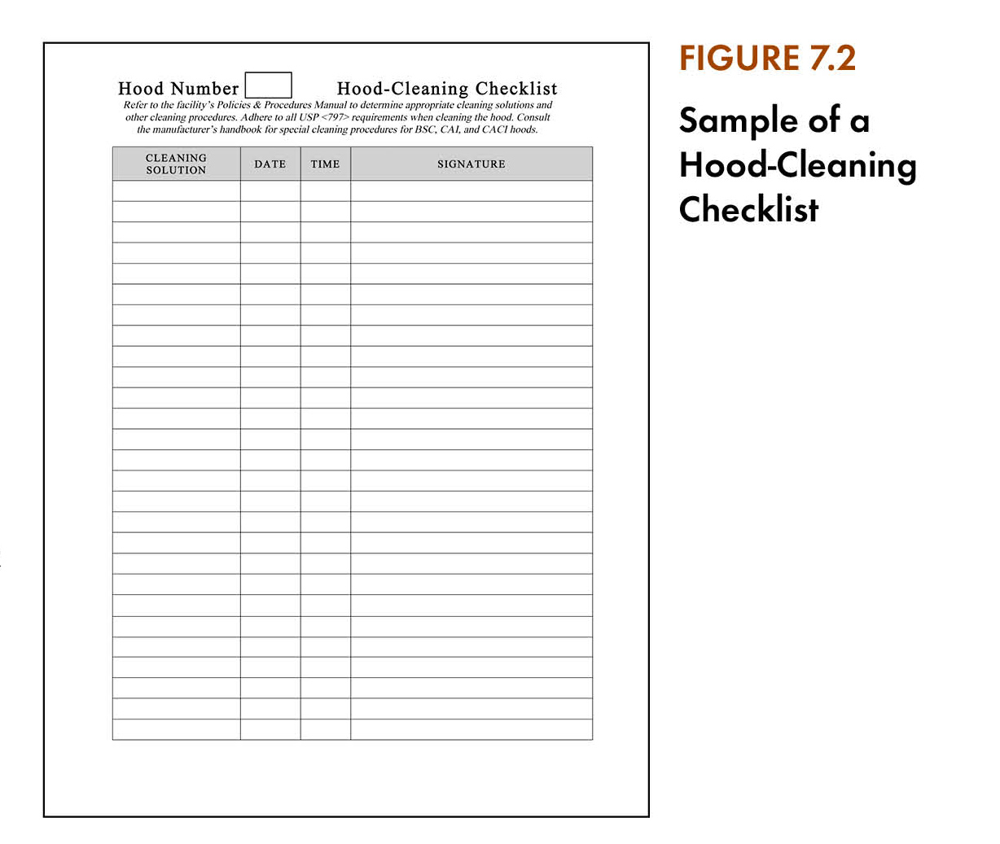 FIGURE 7.2
Sample of a
Hood-Cleaning
Checklist
Hood Number
Hood-Cleaning Checklist
Refer to the facility's Policies & Procedures Manual to determine appropriate cleaning solutions and
other cleaning procedures. Adhere to all USP <797> requirements when cleaning the hood. Consult
the manufacturer's handbook for special cleaning procedures for BSC, CAI, and CACI hoods.
CLEANING
SOLUTION
DATE
TIME
SIGNATURE